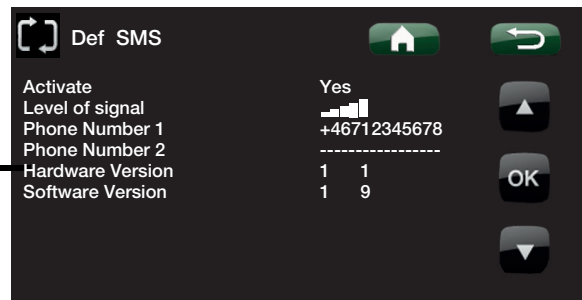 Def SMS
Activate Yes
Level of signal
Phone Number 1 +46712345678
Phone Number 2 -----------------
Hardware Version 1 1
OK
Software Version 1 9